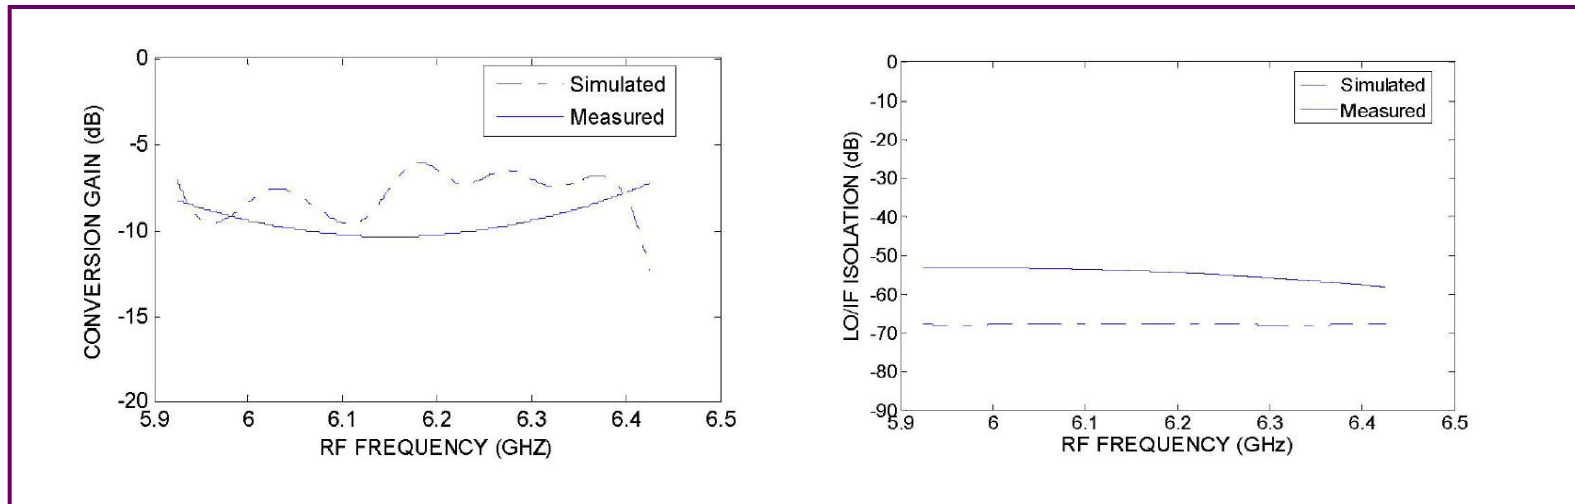 0
-5
-10
-15
-20
CONVERSION GAIN (dB)
Simulated
Measured
5.9 6 6.1 6.2 6.3 6.4 6.5
RF FREQUENCY (GHZ)
0
-10
-20
-30
-40
-50
-60
-70
-80
-90
LO/IF ISOLATION (dB)
Simulated
Measured
5.9 6 6.1 6.2 6.3 6.4 6.5
RF FREQUENCY (GHz)